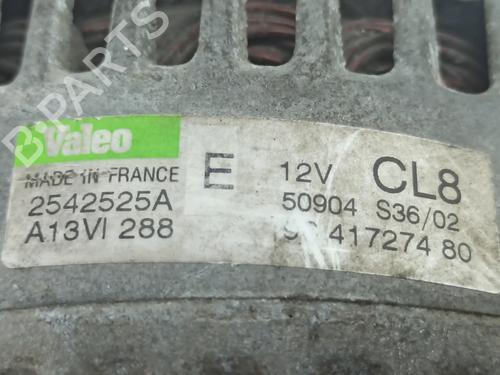 B-PARTS
Valeo
MADE IN FRANCE E 12V CL8
2542525A 50904 S36/02
A13VI 288 417274 80